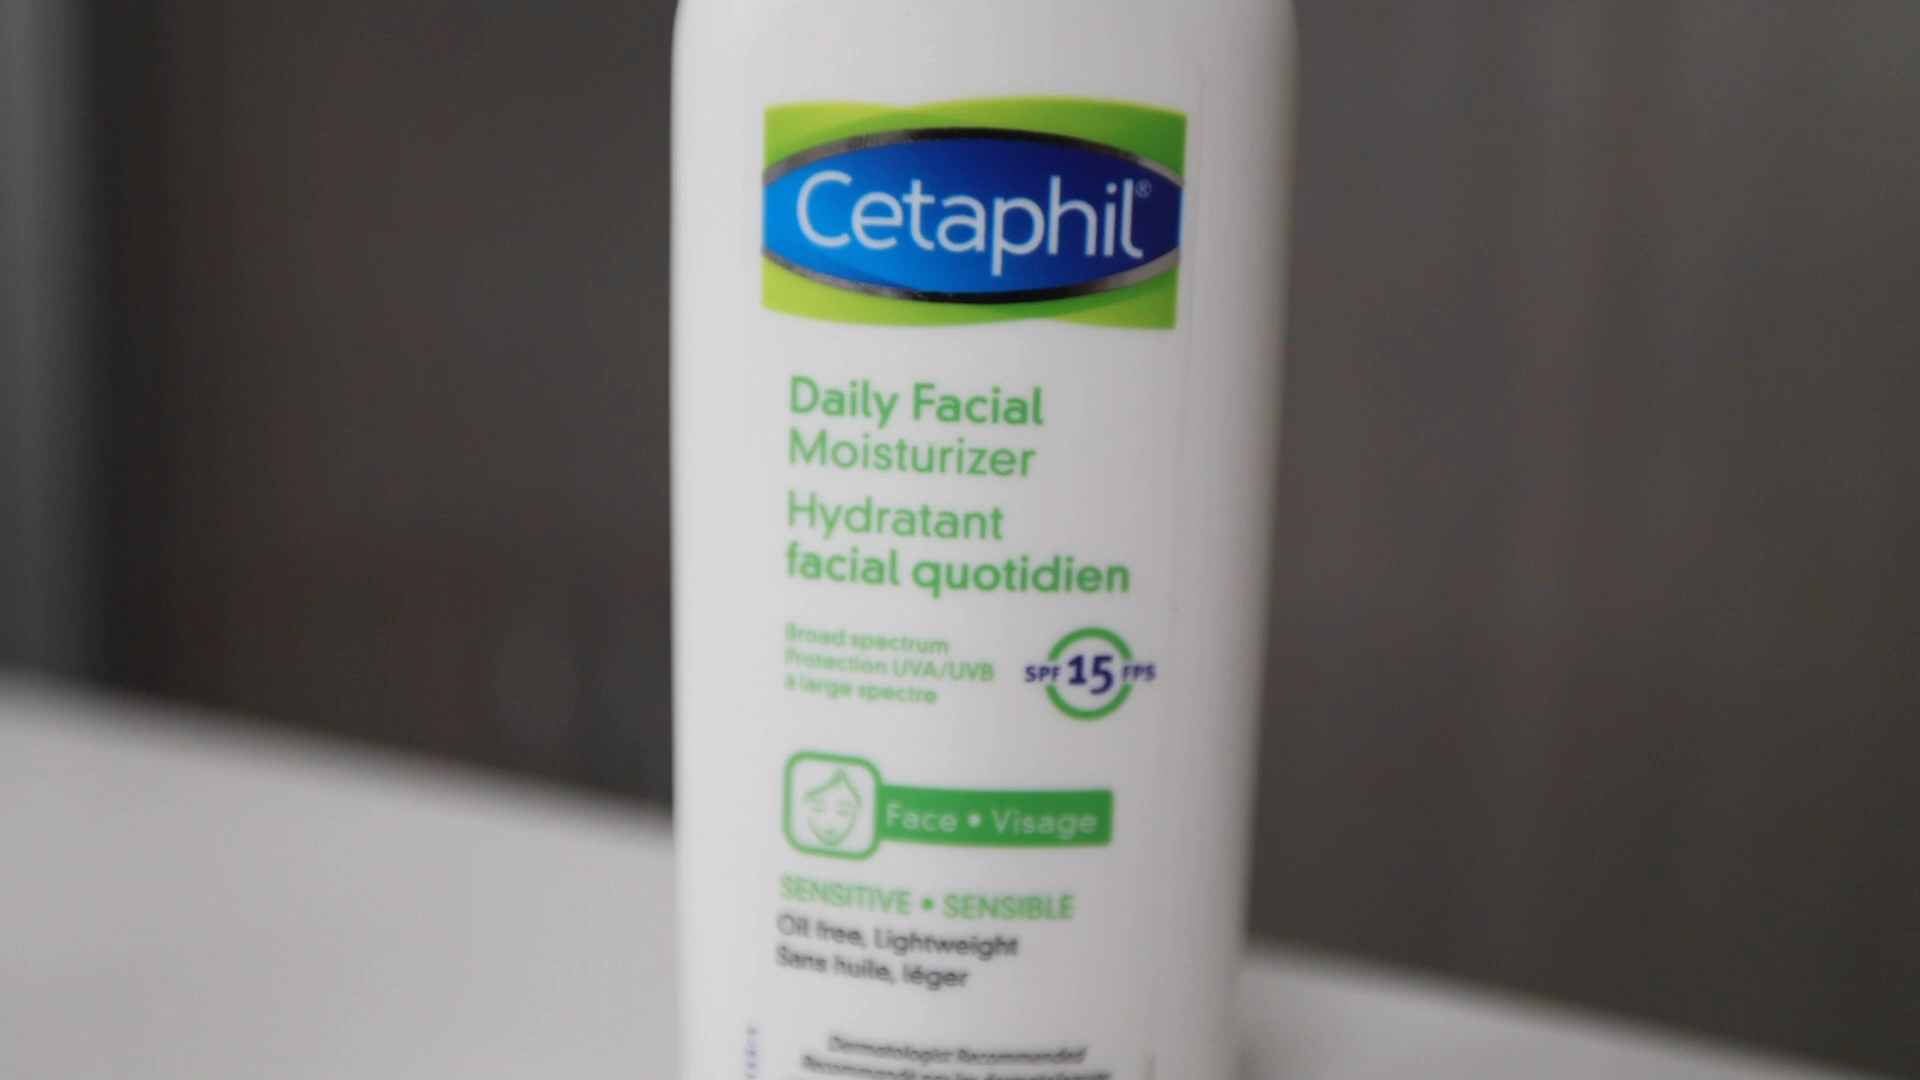 Cetaphil®
Daily Facial
Moisturizer
Hydratant
facial quotidien
Broad spectrum
Protection UVA/UVB
à large spectre
SPF 15 FPS
Face • Visage
SENSITIVE • SENSIBLE
Oil free, Lightweight
Sans huile, léger
Dermatologist Recommended